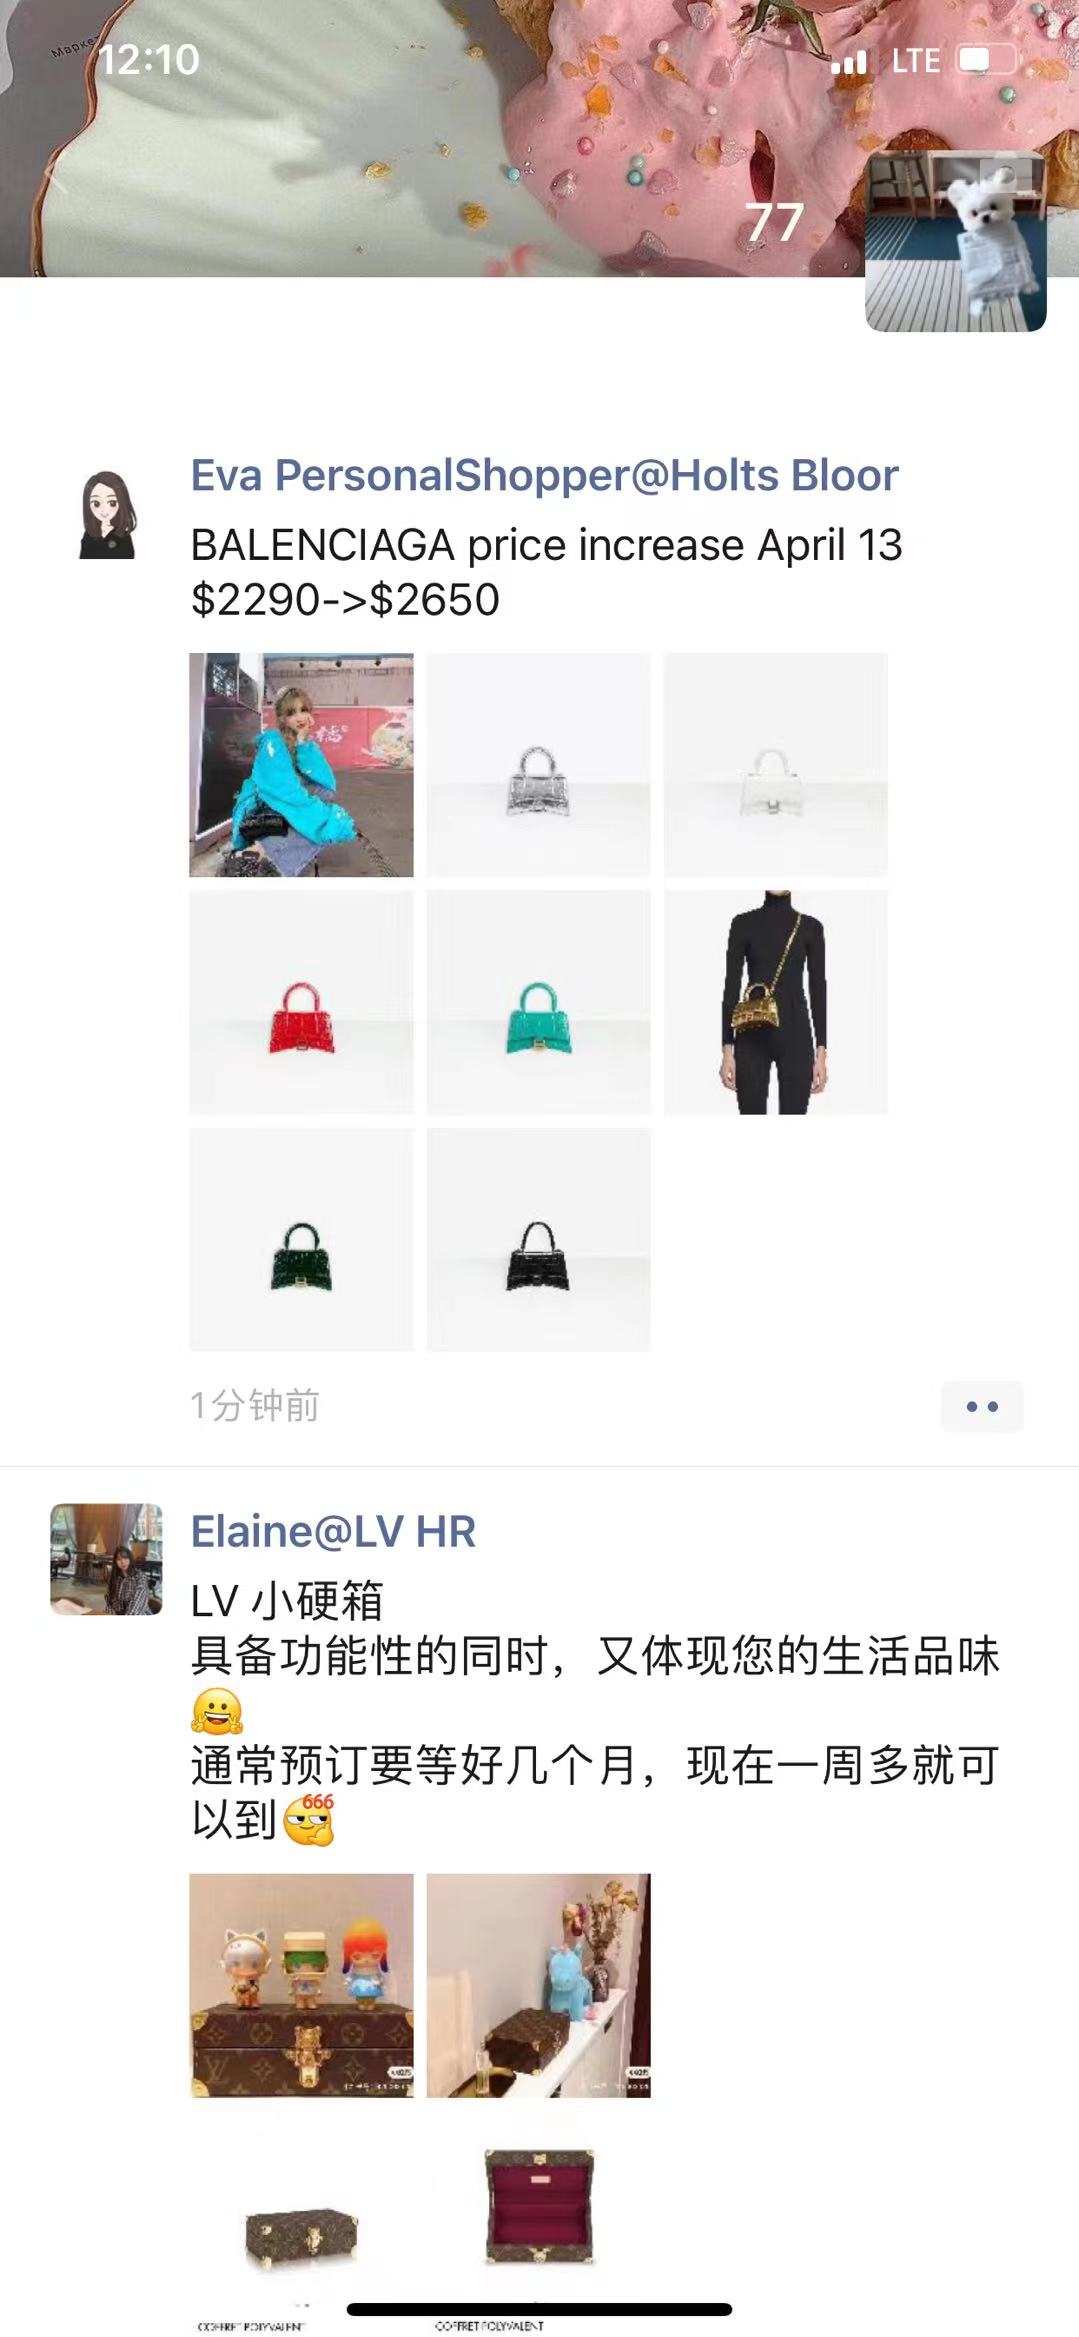 Маркет
12:10
LTE
77
Eva PersonalShopper@Holts Bloor
BALENCIAGA price increase April 13
$2290->$2650
1分钟前
Elaine@LV HR
LV 小硬箱
具备功能性的同时，又体现您的生活品味
通常预订要等好几个月，现在一周多就可
以到
666
COFFRET POLYVALENT
COFFRET POLYVALENT